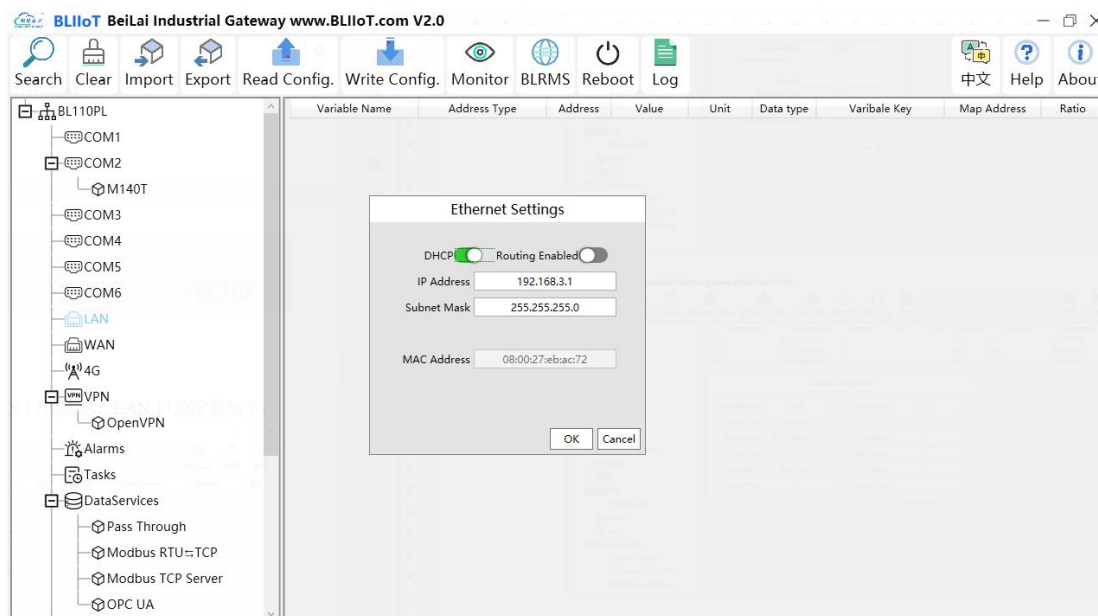 BLIIoT BeiLai Industrial Gateway www.BLIIoT.com V2.0
Search Clear Import Export Read Config. Write Config. Monitor BLRMS Reboot Log 中文 Help About
Variable Name Address Type Address Value Unit Data type Varibale Key Map Address Ratio
BL110PL
COM1
COM2
M140T
COM3
COM4
COM5
COM6
LAN
WAN
4G
VPN
OpenVPN
Alarms
Tasks
DataServices
Pass Through
Modbus RTU⇆TCP
Modbus TCP Server
OPC UA
Ethernet Settings
DHCP Routing Enabled
IP Address 192.168.3.1
Subnet Mask 255.255.255.0
MAC Address 08:00:27:eb:ac:72
OK Cancel